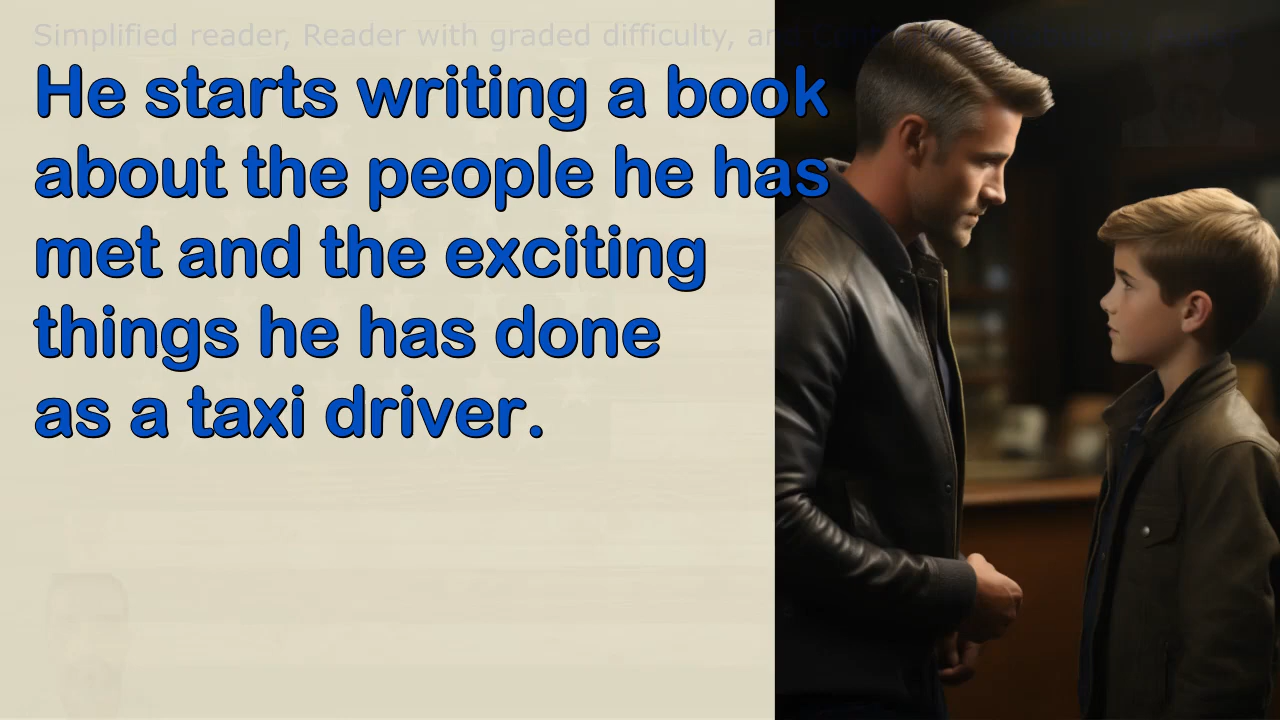 Simplified reader, Reader with graded difficulty, and
He starts writing a book
about the people he has
met and the exciting
things he has done
as a taxi driver.